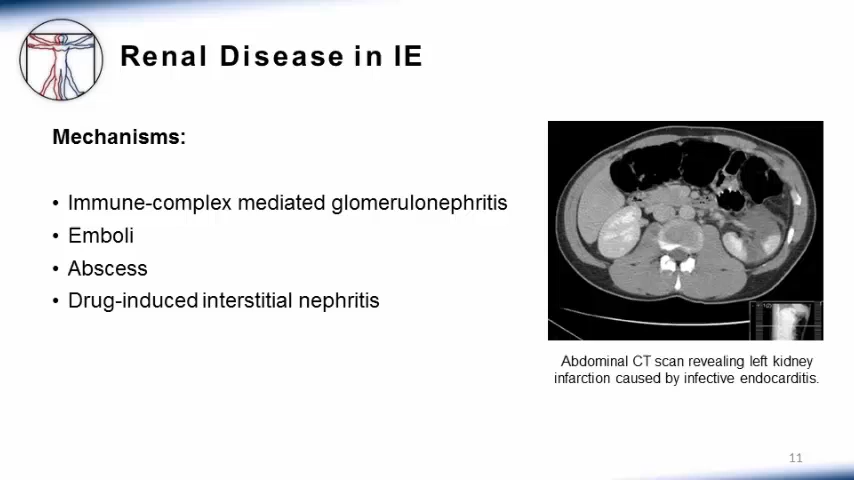 Renal Disease in IE
Mechanisms:
• Immune-complex mediated glomerulonephritis
• Emboli
• Abscess
• Drug-induced interstitial nephritis
Abdominal CT scan revealing left kidney
infarction caused by infective endocarditis.
11